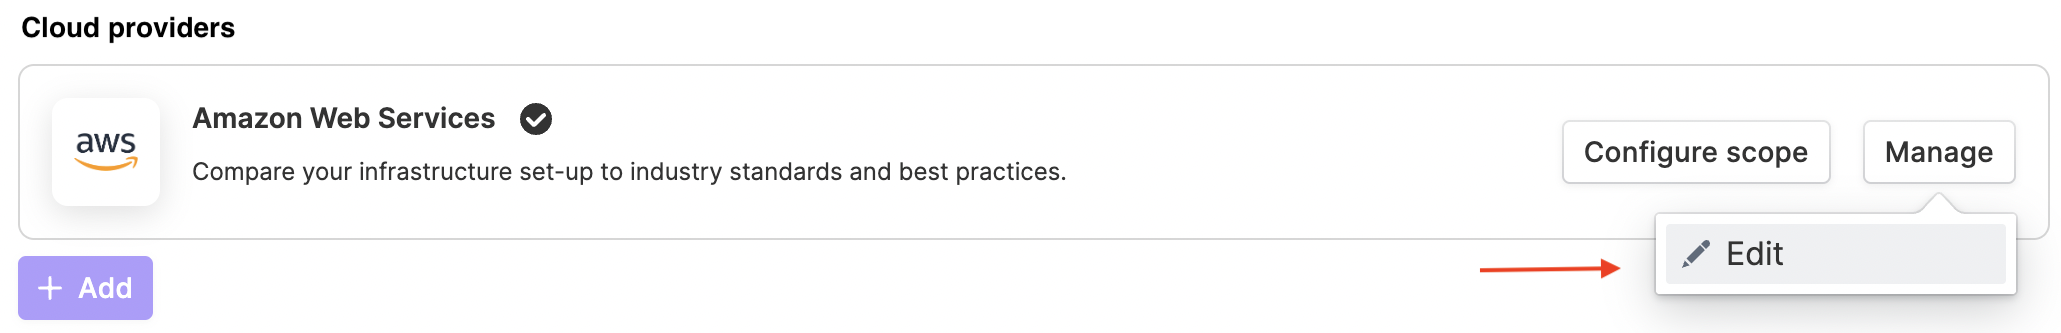 Cloud providers
aws
Amazon Web Services
Compare your infrastructure set-up to industry standards and best practices.
Configure scope
Manage
Edit
+ Add